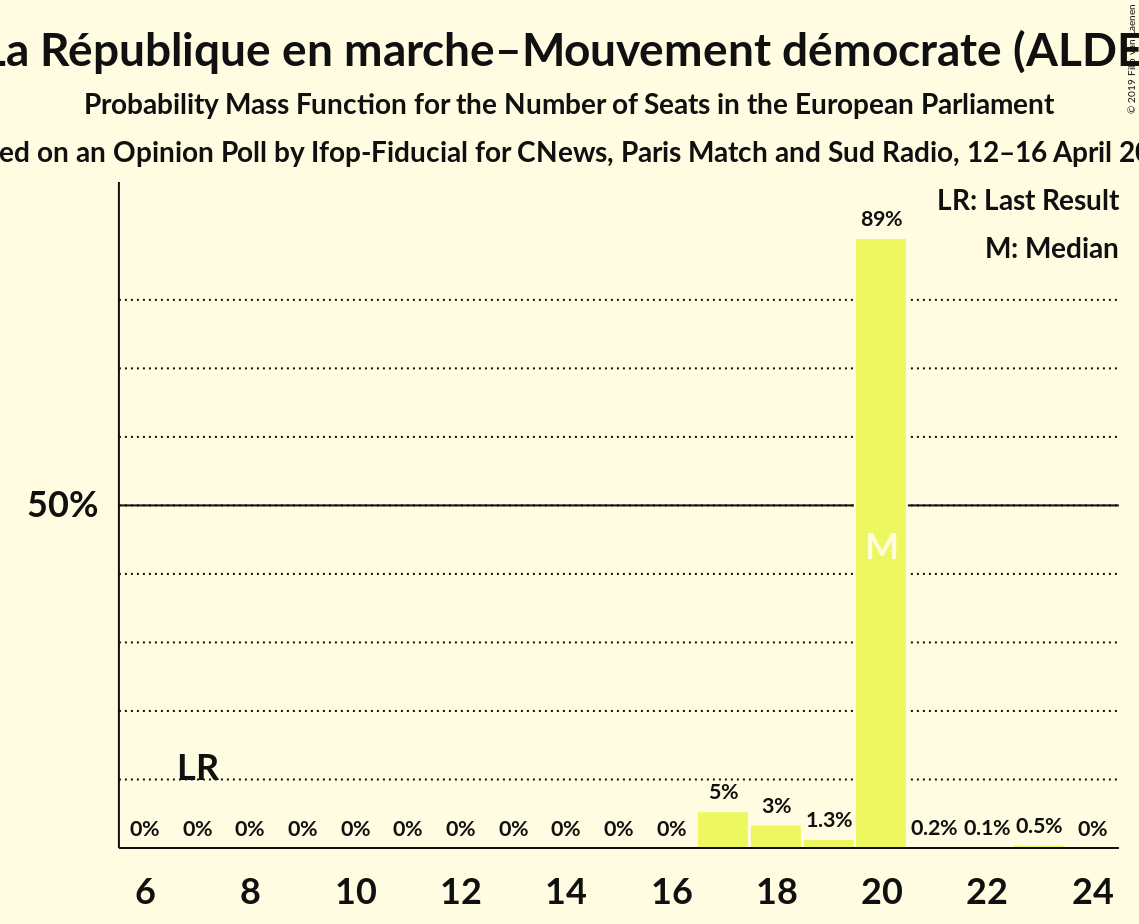 La République en marche–Mouvement démocrate (ALDE
Probability Mass Function for the Number of Seats in the European Parliament
ed on an Opinion Poll by Ifop-Fiducial for CNews, Paris Match and Sud Radio, 12–16 April 20
© 2019
LR: Last Result
M: Median
89%
50%
M
LR
0% 0% 0% 0% 0% 0% 0% 0% 0% 0% 0% 5% 3% 1.3% 0.2% 0.1% 0.5% 0%
6 8 10 12 14 16 18 20 22 24